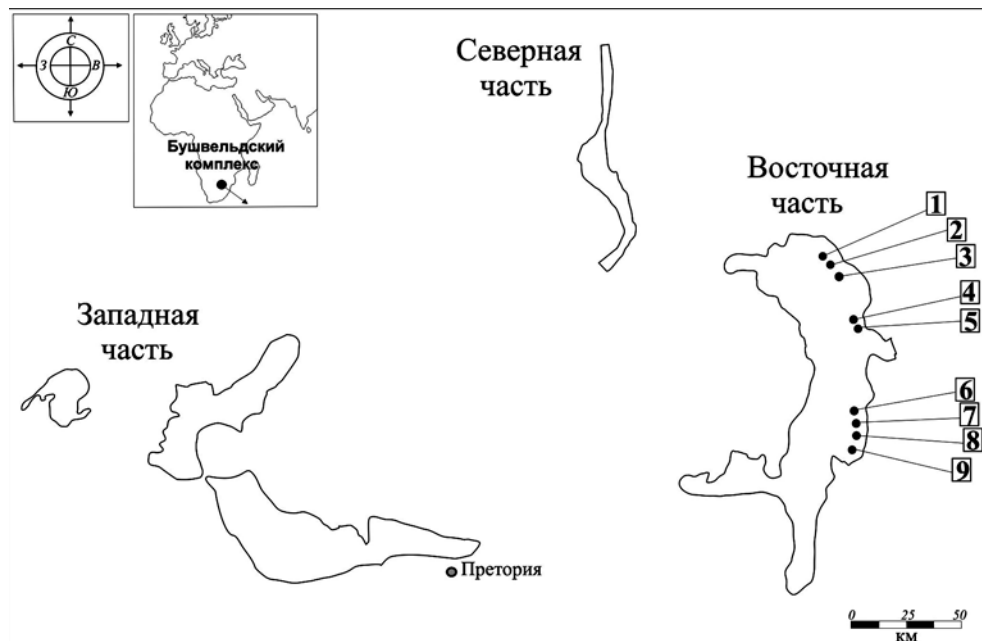 С
З В
Ю
Бушвельдский
комплекс
Северная
часть
Восточная
часть
1
2
3
4
5
6
7
8
9
Западная
часть
Претория
0 25 50
км